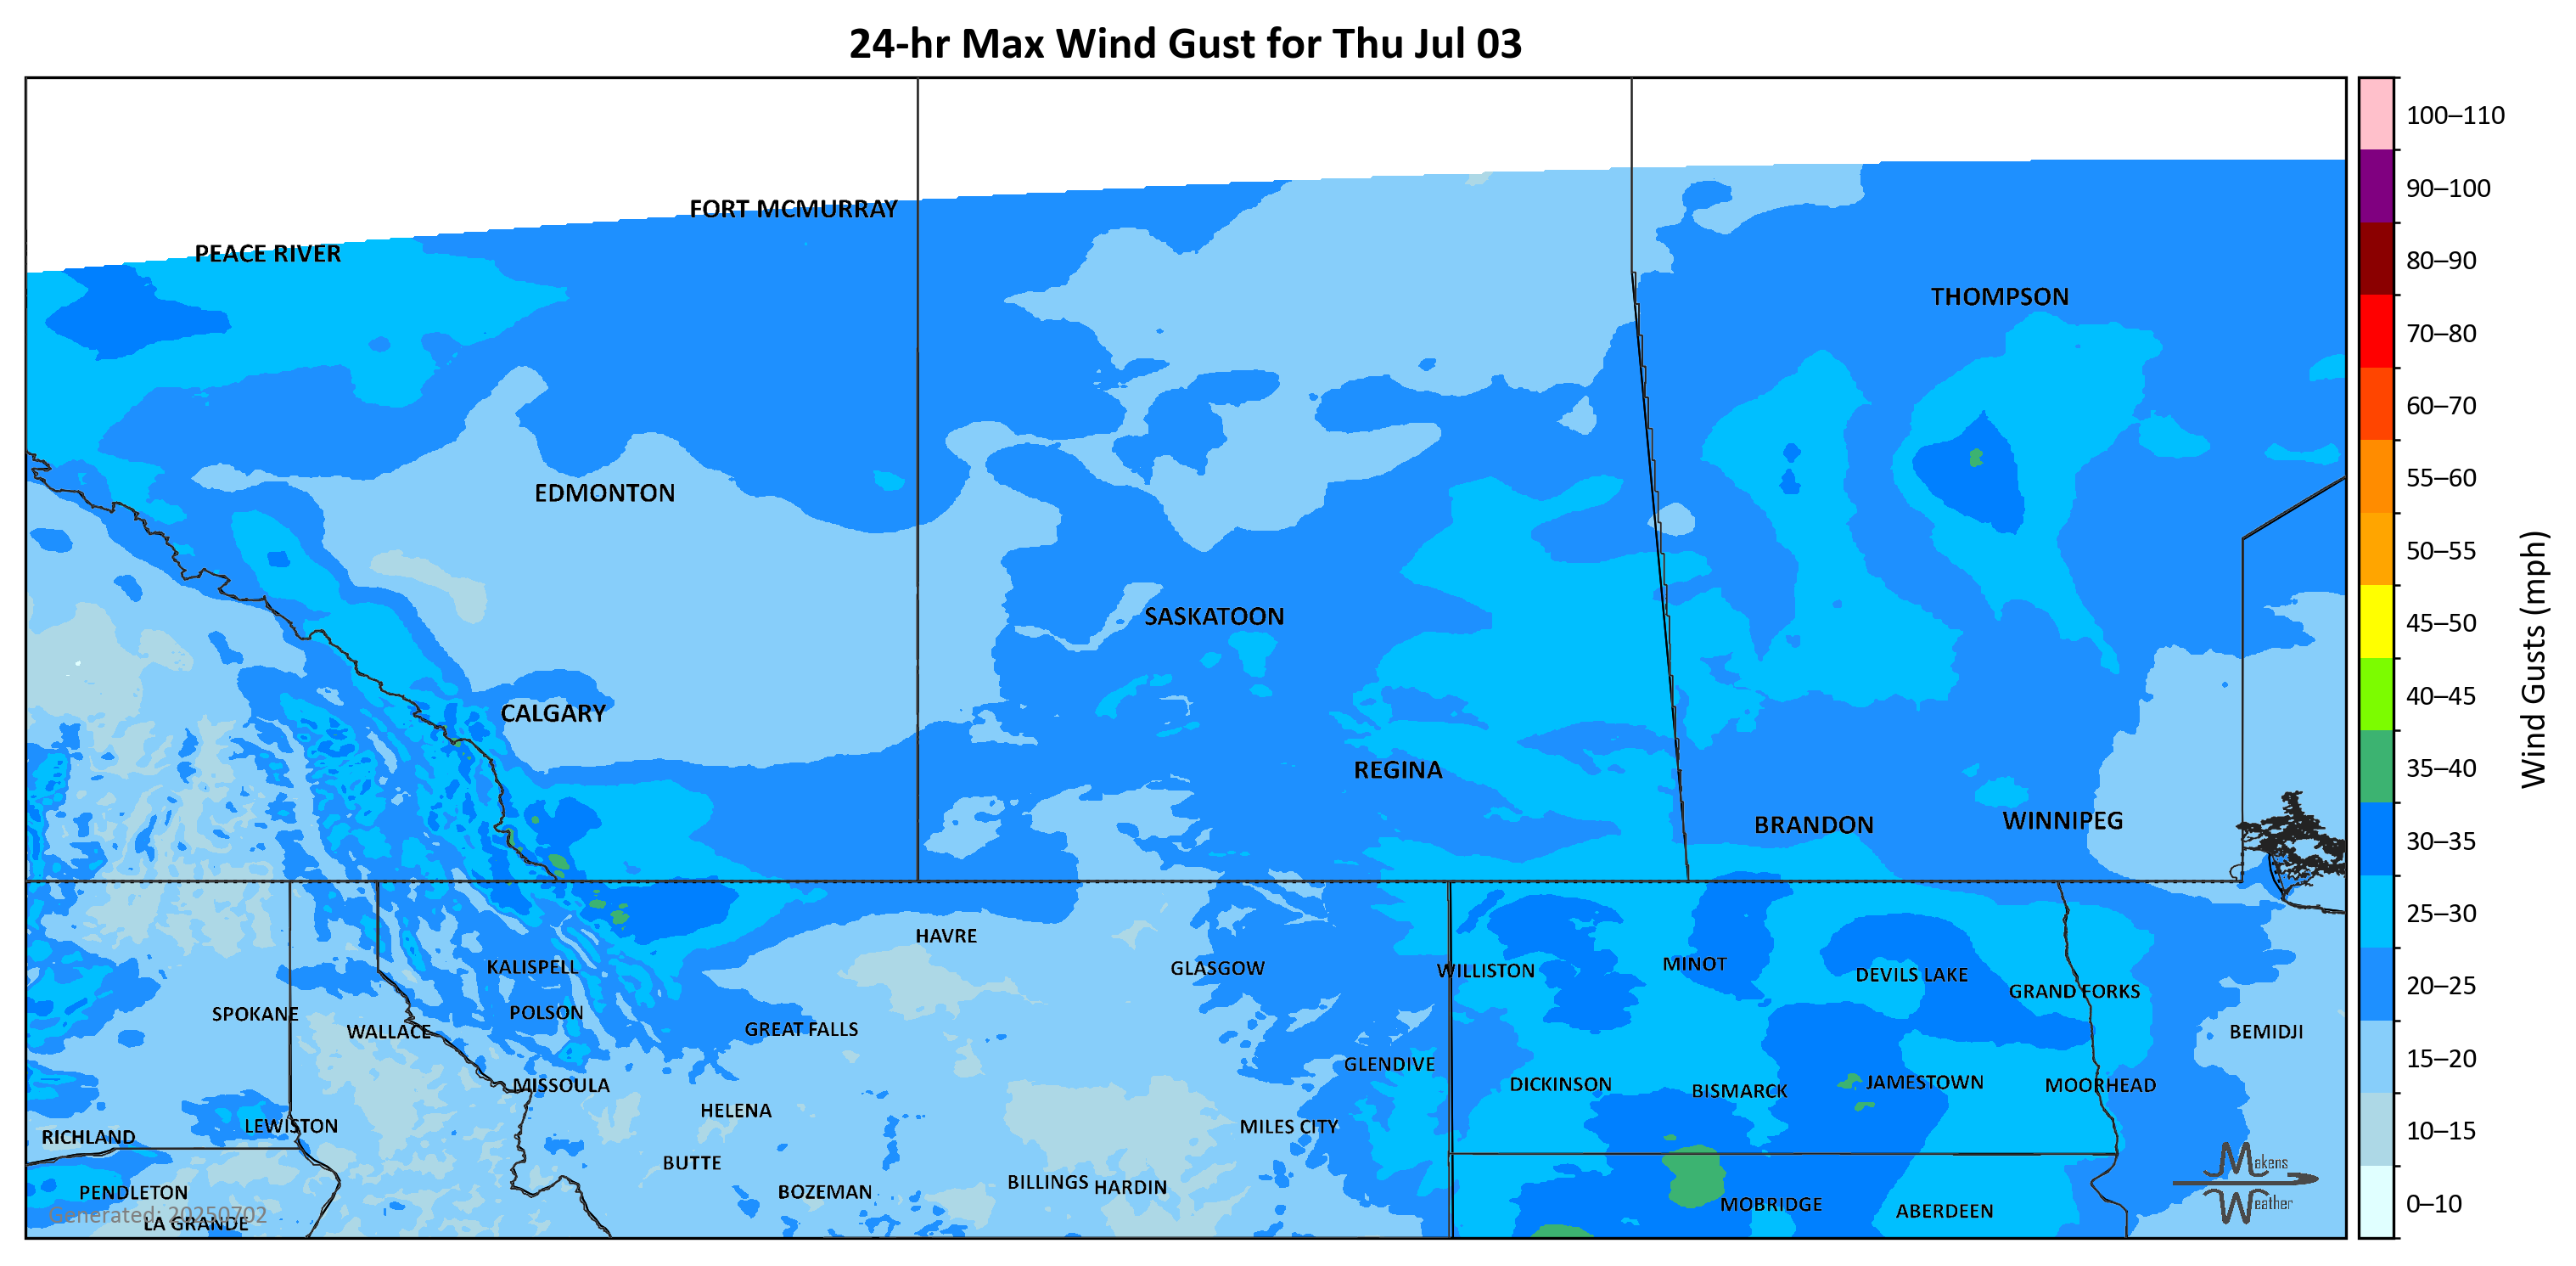 24-hr Max Wind Gust for Thu Jul 03
100–110
90–100
80–90
70–80
60–70
55–60
50–55
45–50
40–45
35–40
30–35
25–30
20–25
15–20
10–15
0–10
Wind Gusts (mph)
FORT MCMURRAY
PEACE RIVER
THOMPSON
EDMONTON
SASKATOON
CALGARY
REGINA
BRANDON
WINNIPEG
HAVRE
KALISPELL
GLASGOW
WILLISTON
MINOT
DEVILS LAKE
GRAND FORKS
SPOKANE
POLSON
WALLACE
GREAT FALLS
BEMIDJI
GLENDIVE
MISSOULA
DICKINSON
BISMARCK
JAMESTOWN
MOORHEAD
HELENA
LEWISTON
MILES CITY
RICHLAND
BUTTE
PENDLETON
BOZEMAN
BILLINGS
HARDIN
MOBRIDGE
ABERDEEN
LA GRANDE
Generated: 20250702
Makens
Weather